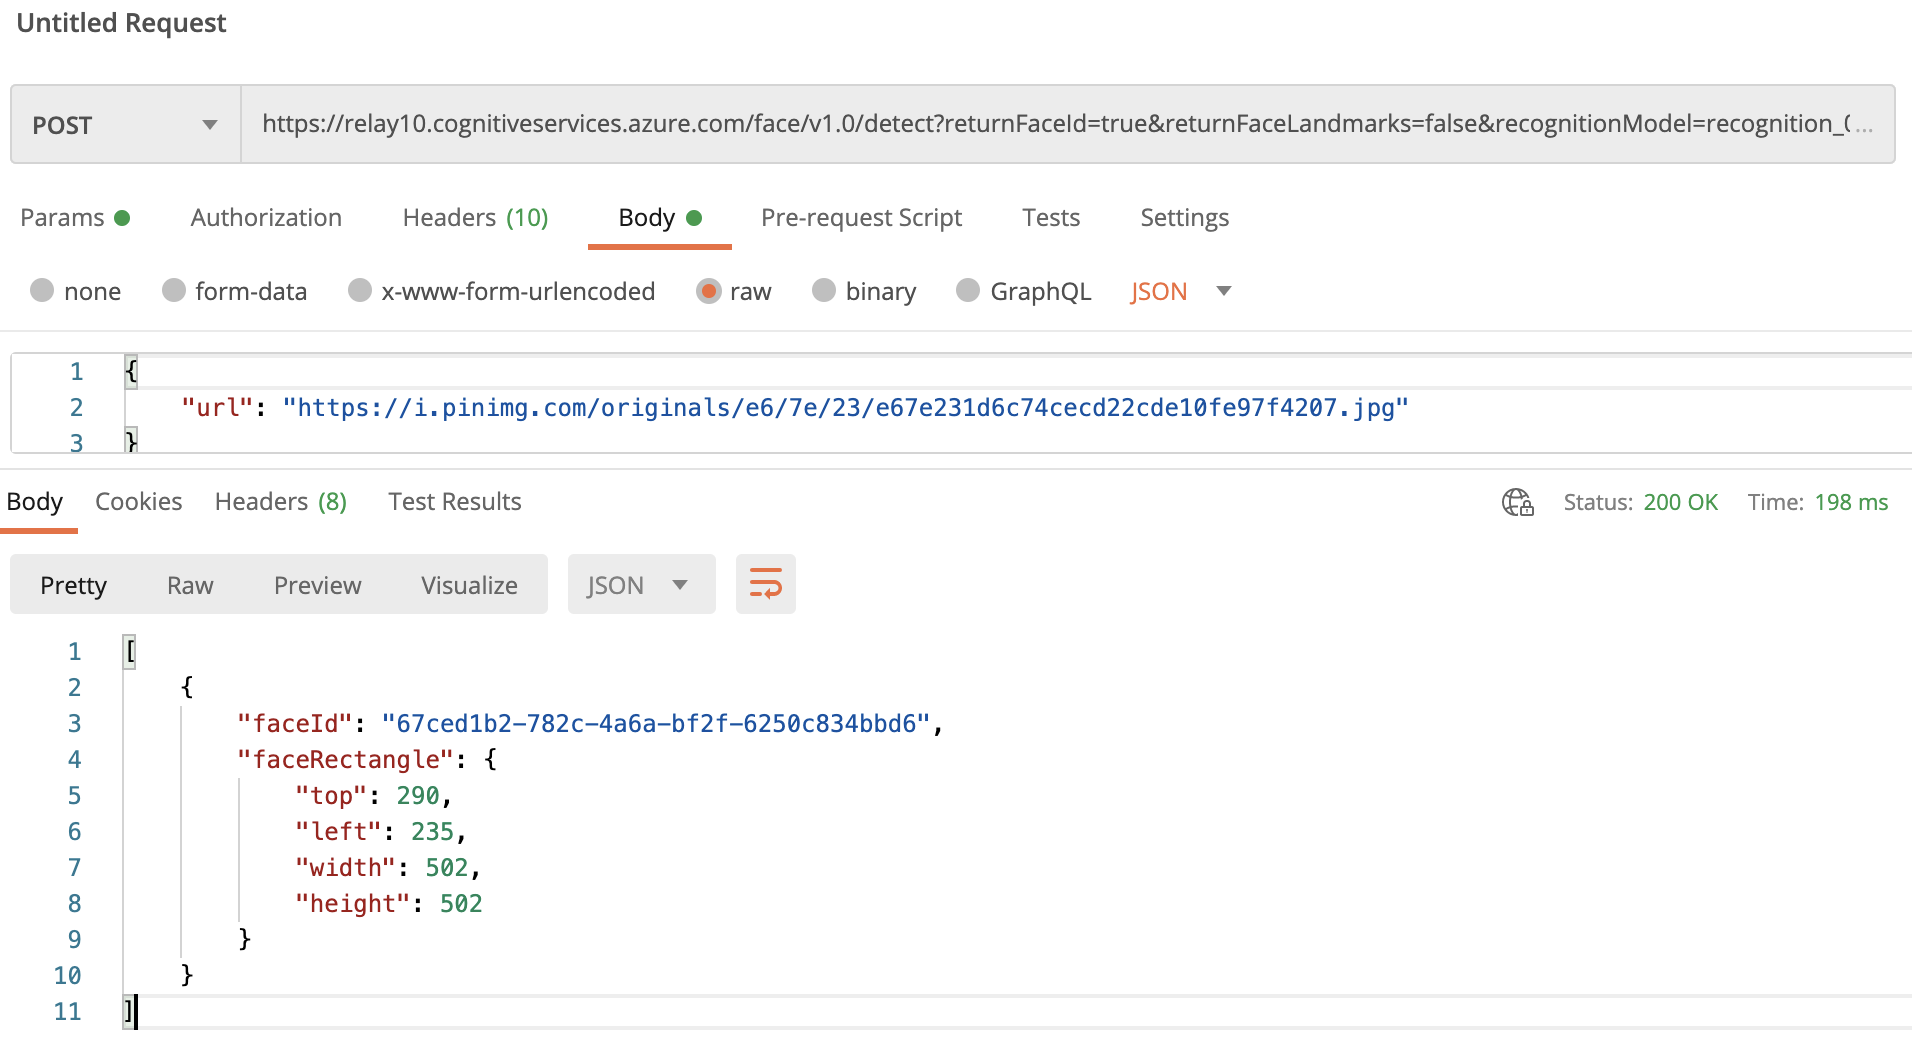 Untitled Request
POST https://relay10.cognitiveservices.azure.com/face/v1.0/detect?returnFaceId=true&returnFaceLandmarks=false&recognitionModel=recognition_0...
Params Authorization Headers (10) Body Pre-request Script Tests Settings
none form-data x-www-form-urlencoded raw binary GraphQL JSON
1 {
2 "url": "https://i.pinimg.com/originals/e6/7e/23/e67e231d6c74cecd22cde10fe97f4207.jpg"
3 }
Body Cookies Headers (8) Test Results Status: 200 OK Time: 198 ms
Pretty Raw Preview Visualize JSON
1 [
2 {
3 "faceId": "67ced1b2-782c-4a6a-bf2f-6250c834bbd6",
4 "faceRectangle": {
5 "top": 290,
6 "left": 235,
7 "width": 502,
8 "height": 502
9 }
10 }
11 ]